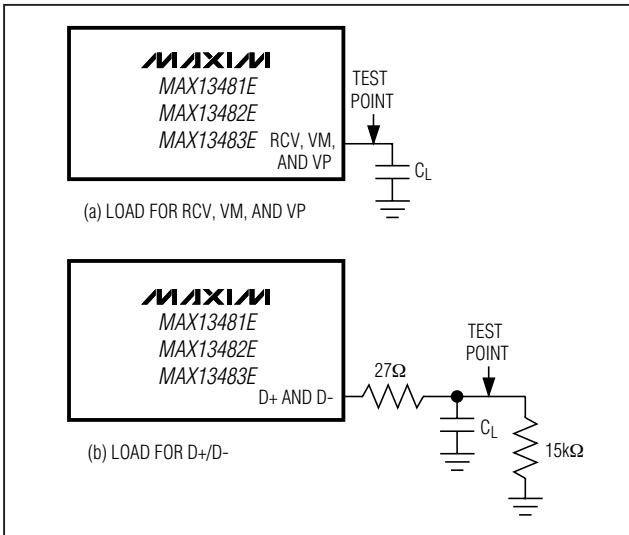 MAXIM
MAX13481E
MAX13482E
MAX13483E
RCV, VM,
AND VP
TEST
POINT
CL
(a) LOAD FOR RCV, VM, AND VP
MAXIM
MAX13481E
MAX13482E
MAX13483E
D+ AND D-
27Ω
TEST
POINT
CL
15kΩ
(b) LOAD FOR D+/D-